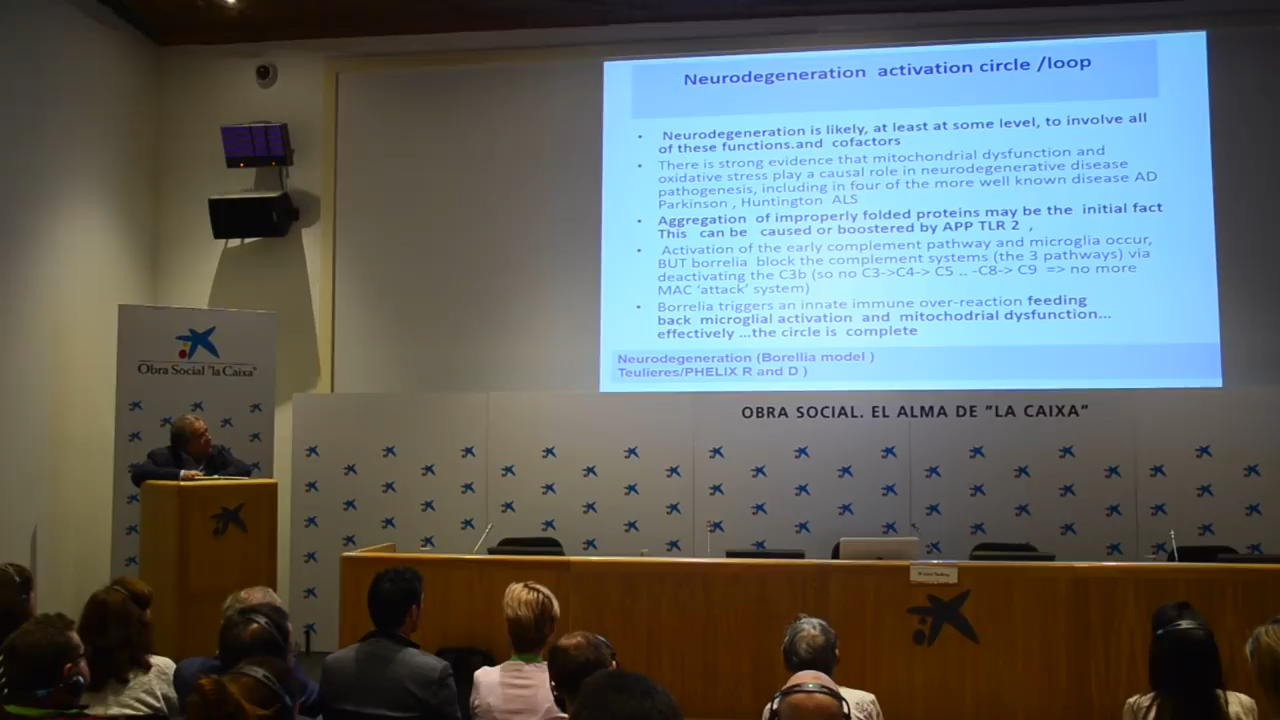 Neurodegeneration activation circle /loop
• Neurodegeneration is likely, at least at some level, to involve all
of these functions.and cofactors
• There is strong evidence that mitochondrial dysfunction and
oxidative stress play a causal role in neurodegenerative disease
pathogenesis, including in four of the more well known disease AD
Parkinson , Huntington ALS
• Aggregation of improperly folded proteins may be the initial fact
This can be caused or boostered by APP TLR 2 ,
• Activation of the early complement pathway and microglia occur,
BUT borrelia block the complement systems (the 3 pathways) via
deactivating the C3b (so no C3->C4-> C5 .. -C8-> C9 => no more
MAC ‘attack’ system)
• Borrelia triggers an innate immune over-reaction feeding
back microglial activation and mitochodrial dysfunction...
effectively ...the circle is complete
Neurodegeneration (Borellia model )
Teulieres/PHELIX R and D )
Obra Social "la Caixa"
OBRA SOCIAL. EL ALMA DE "LA CAIXA"